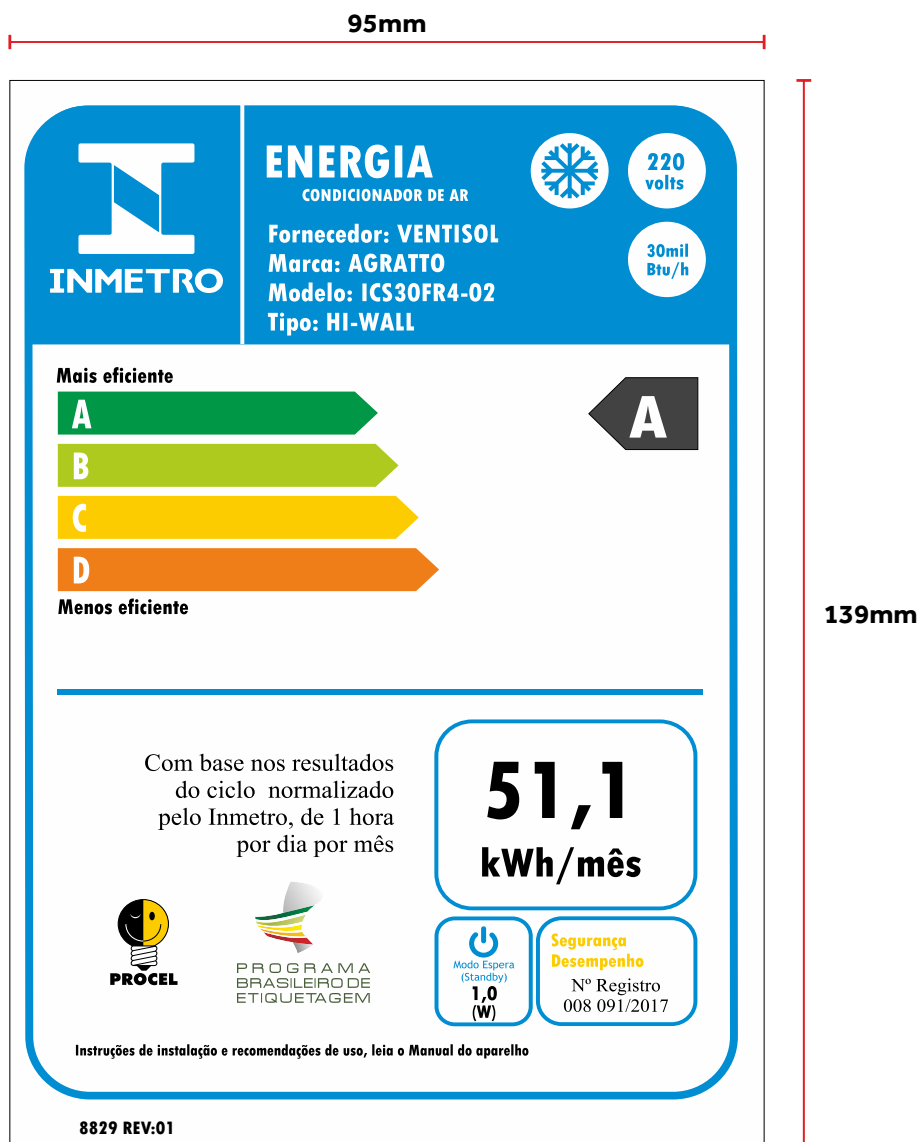 95mm
139mm
INMETRO
ENERGIA
CONDICIONADOR DE AR
Fornecedor: VENTISOL
Marca: AGRATTO
Modelo: ICS30FR4-02
Tipo: HI-WALL
220
volts
30mil
Btu/h
Mais eficiente
A
A
B
C
D
Menos eficiente
Com base nos resultados
do ciclo normalizado
pelo Inmetro, de 1 hora
por dia por mês
51,1
kWh/mês
PROCEL
PROGRAMA
BRASILEIRO DE
ETIQUETAGEM
Modo Espera
(Standby)
1,0
(W)
Segurança
Desempenho
Nº Registro
008 091/2017
Instruções de instalação e recomendações de uso, leia o Manual do aparelho
8829 REV:01